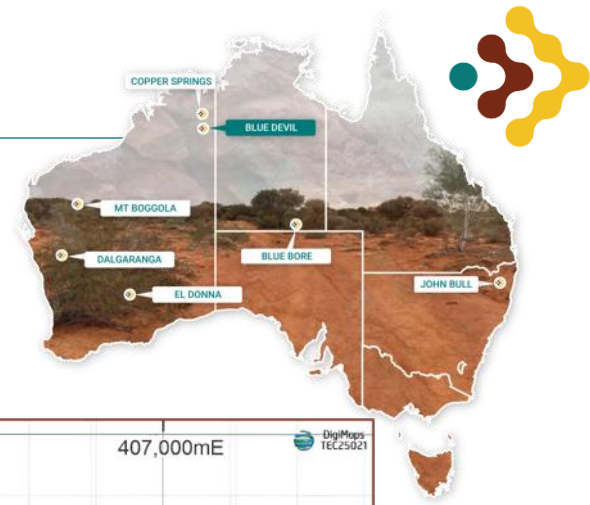 COPPER SPRINGS
BLUE DEVIL
MT BOGGOLA
BLUE BORE
DALGARANGA
JOHN BULL
EL DONNA
407,000mE
DigiMaps
TEC25021